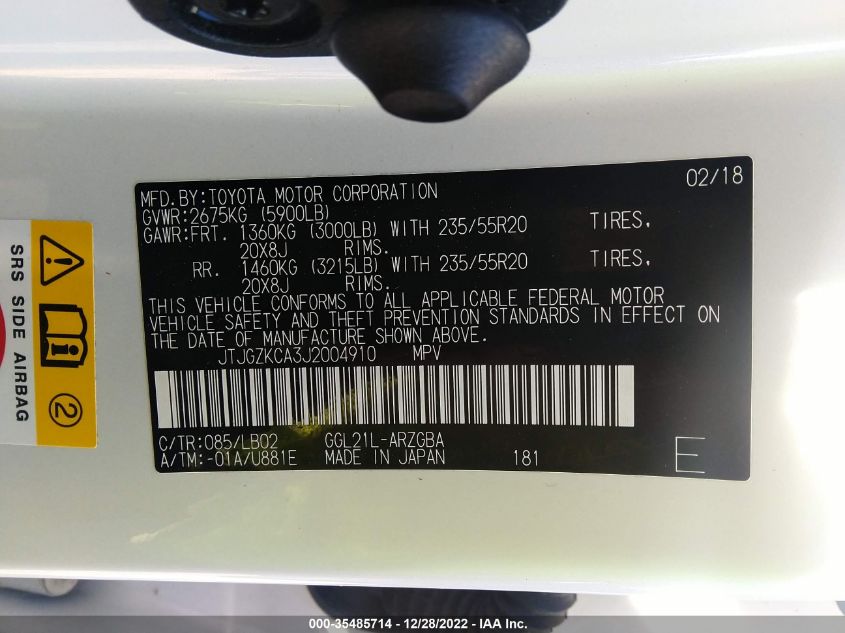 MFD.BY:TOYOTA MOTOR CORPORATION 02/18
GVWR:2675KG (5900LB)
GAWR:FRT. 1360KG (3000LB) WITH 235/55R20 TIRES,
20X8J RIMS.
RR. 1460KG (3215LB) WITH 235/55R20 TIRES,
20X8J RIMS.
THIS VEHICLE CONFORMS TO ALL APPLICABLE FEDERAL MOTOR
VEHICLE SAFETY AND THEFT PREVENTION STANDARDS IN EFFECT ON
THE DATE OF MANUFACTURE SHOWN ABOVE.
JTJGZKCA3J2004910 MPV
C/TR:085/LB02 GGL21L-ARZGBA
A/TM:-01A/U881E MADE IN JAPAN 181 E
SRS SIDE AIRBAG
2
000-35485714 - 12/28/2022 - IAA Inc.